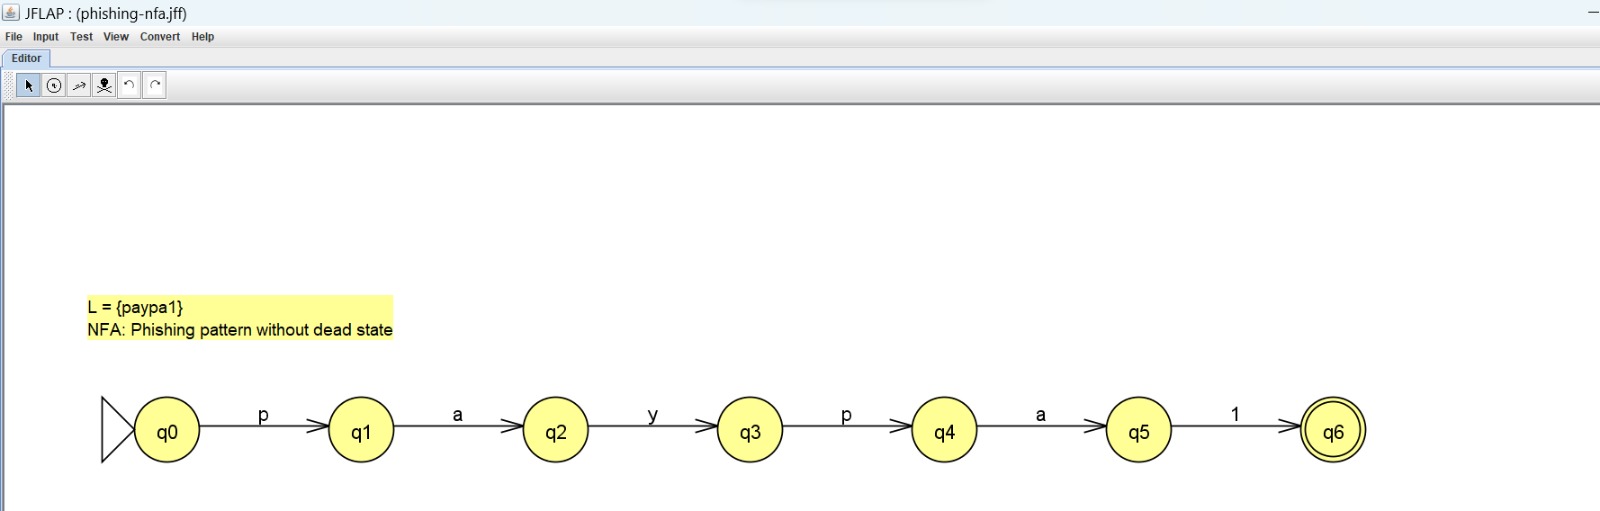 JFLAP : (phishing-nfa.jff)
File Input Test View Convert Help
Editor
L = {paypa1}
NFA: Phishing pattern without dead state
p a y p a 1
q0 q1 q2 q3 q4 q5 q6